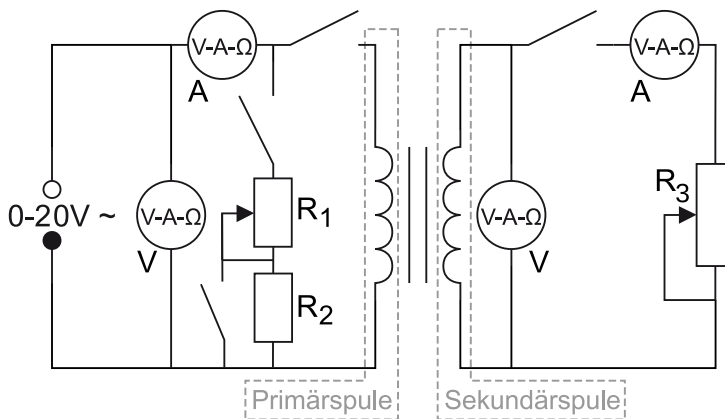 V-A-Ω
A
V-A-Ω
A
0-20V ~
V-A-Ω
V
R1
R2
V-A-Ω
V
R3
Primärspule
Sekundärspule